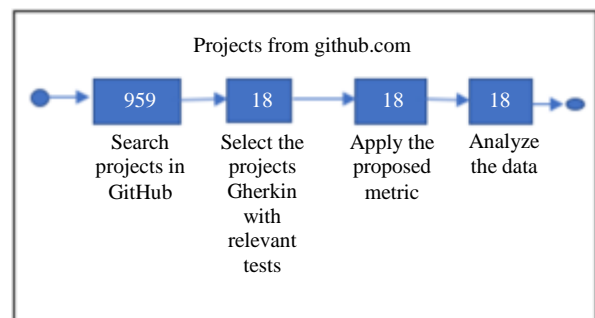 Projects from github.com
959
18
18
18
Search
projects in
GitHub
Select the
projects
Gherkin
with
relevant
tests
Apply the
proposed
metric
Analyze
the data